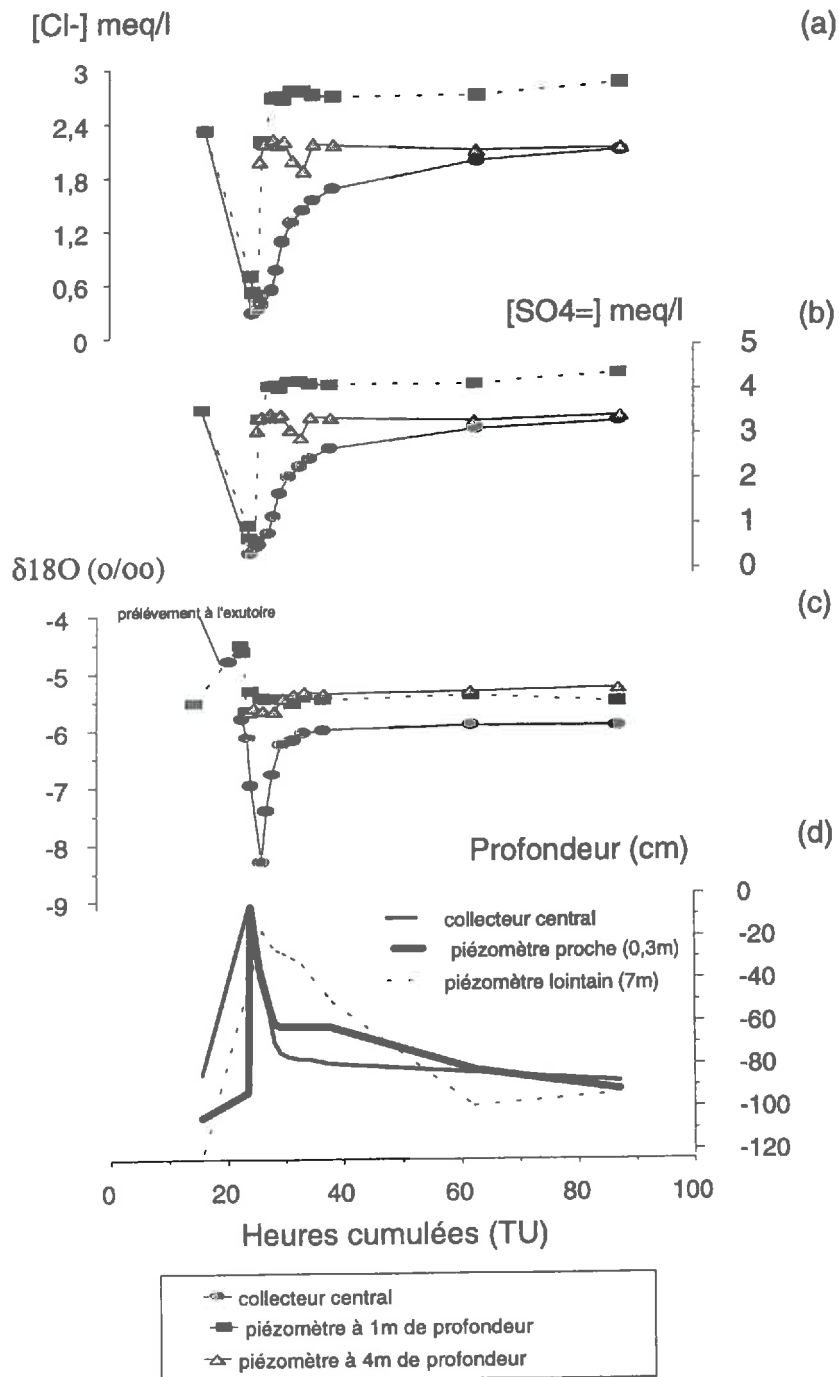 [Cl-] meq/l
(a)
3
2,4
1,8
1,2
0,6
0
[SO4=] meq/l
(b)
5
4
3
2
1
0
δ18O (o/oo)
(c)
prélévement à l'exutoire
-4
-5
-6
-7
-8
-9
(d)
Profondeur (cm)
0
-20
-40
-60
-80
-100
-120
collecteur central
piézomètre proche (0,3m)
piézomètre lointain (7m)
0 20 40 60 80 100
Heures cumulées (TU)
collecteur central
piézomètre à 1m de profondeur
piézomètre à 4m de profondeur